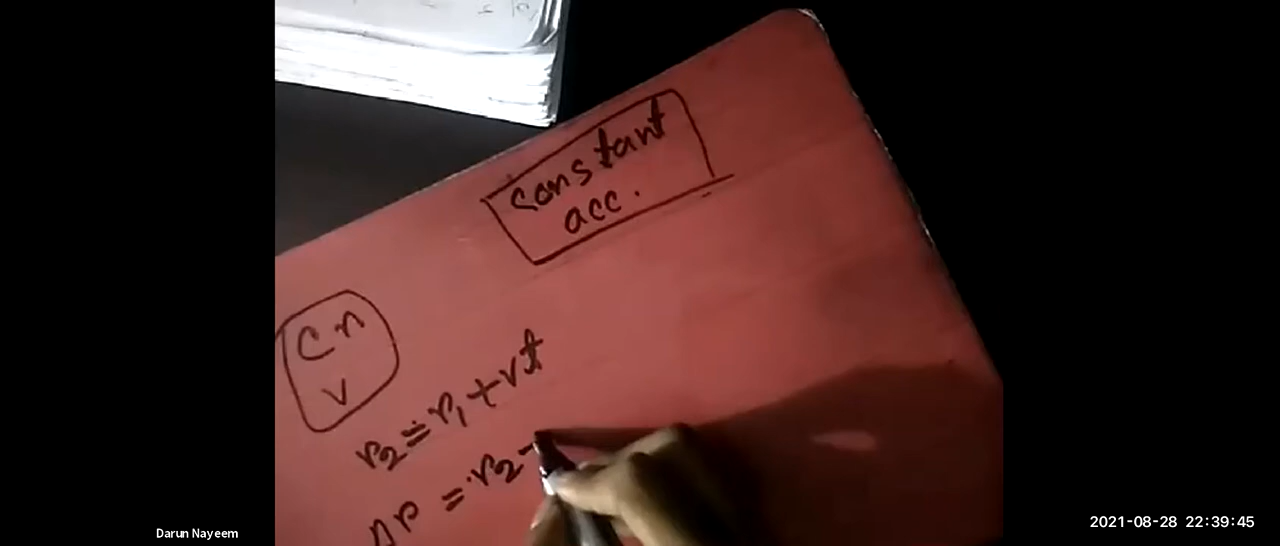 constant
acc.
Cn
v
r₂ = r₁ + vt
Δr = r₂ -
Darun Nayeem
2021-08-28 22:39:45